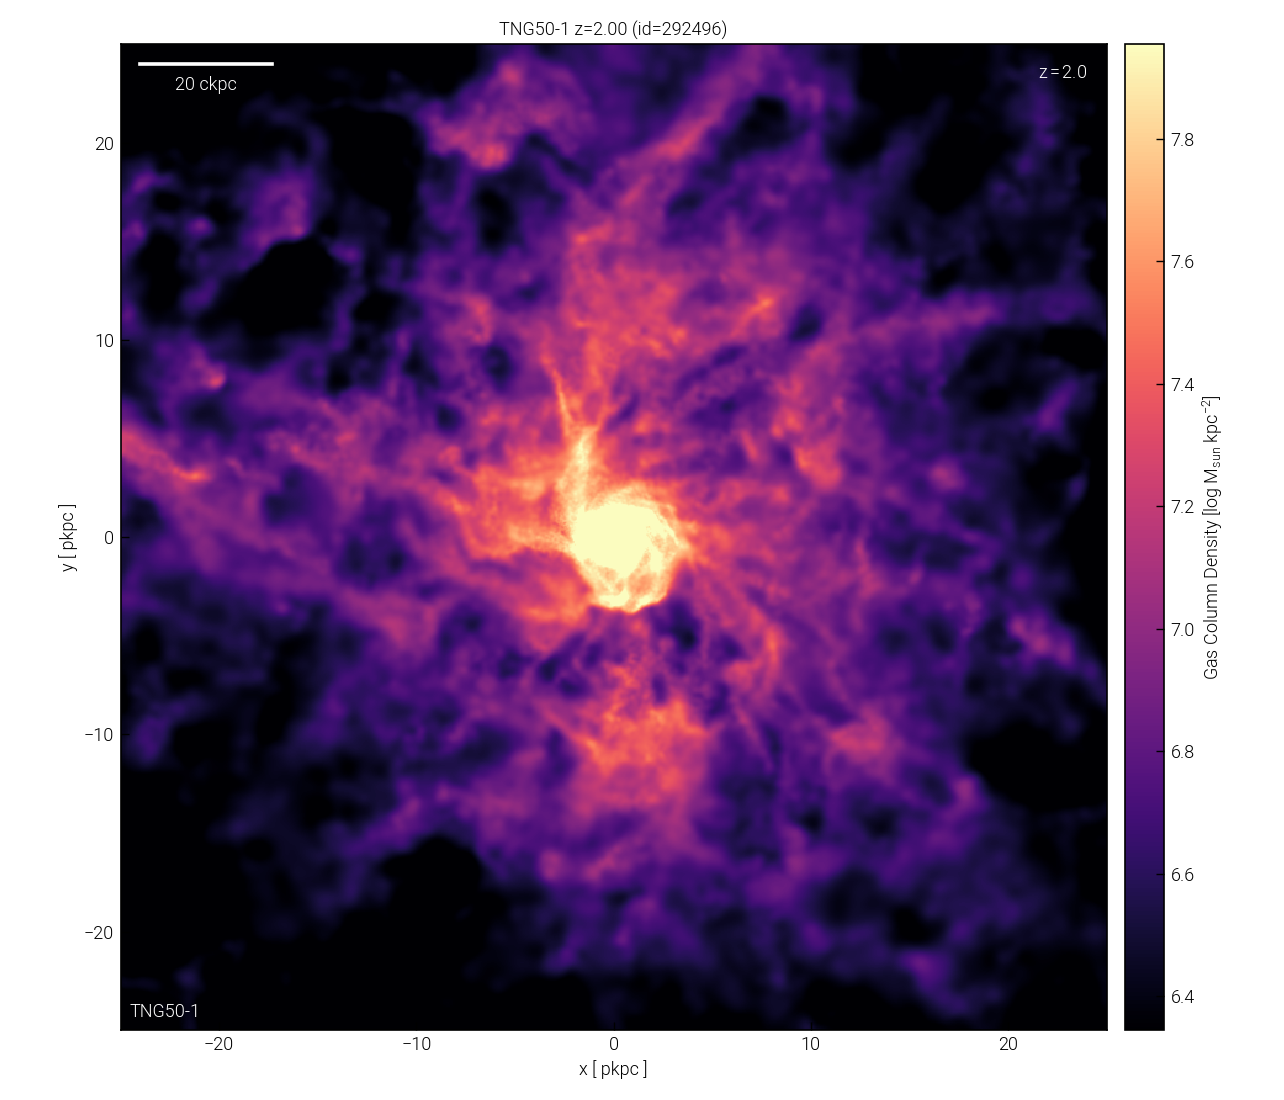 TNG50-1 z=2.00 (id=292496)
20 ckpc
z=2.0
TNG50-1
20
10
0
−10
−20
y [ pkpc ]
−20
−10
0
10
20
x [ pkpc ]
7.8
7.6
7.4
7.2
7.0
6.8
6.6
6.4
Gas Column Density [log M_sun kpc⁻²]